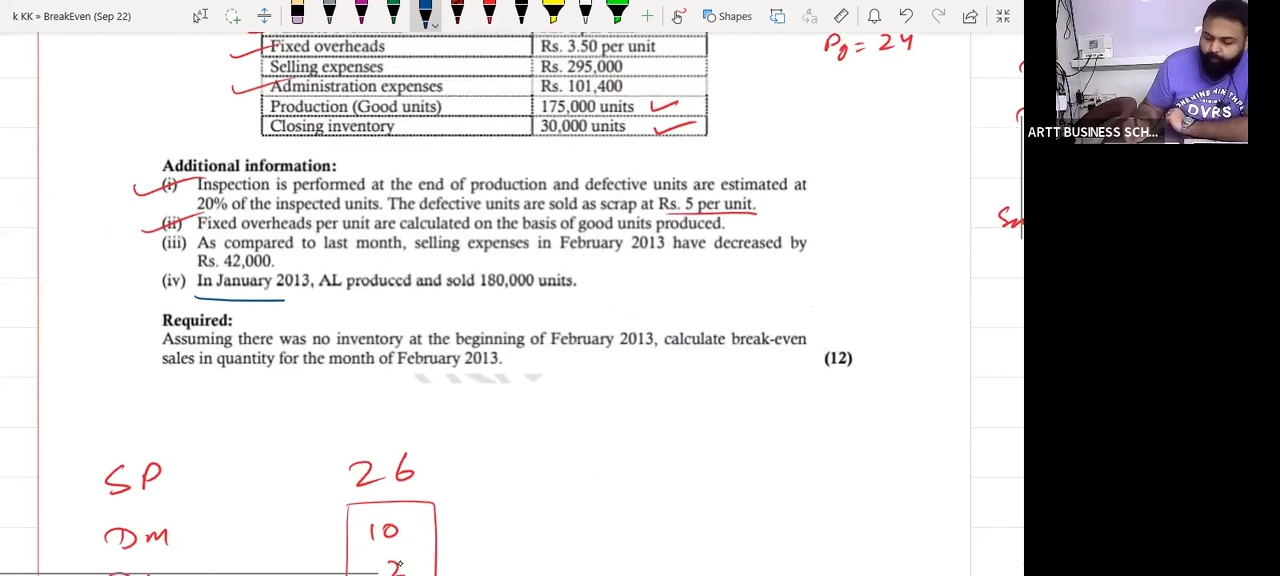 k KK » BreakEven (Sep 22)
Shapes
Fixed overheads Rs. 3.50 per unit
Selling expenses Rs. 295,000
Administration expenses Rs. 101,400
Production (Good units) 175,000 units
Closing inventory 30,000 units
Pg = 24
ARTT BUSINESS SCH...
DVRS
Additional information:
(i) Inspection is performed at the end of production and defective units are estimated at
20% of the inspected units. The defective units are sold as scrap at Rs. 5 per unit.
(ii) Fixed overheads per unit are calculated on the basis of good units produced.
(iii) As compared to last month, selling expenses in February 2013 have decreased by
Rs. 42,000.
(iv) In January 2013, AL produced and sold 180,000 units.
Required:
Assuming there was no inventory at the beginning of February 2013, calculate break-even
sales in quantity for the month of February 2013. (12)
SP 26
DM 10
2